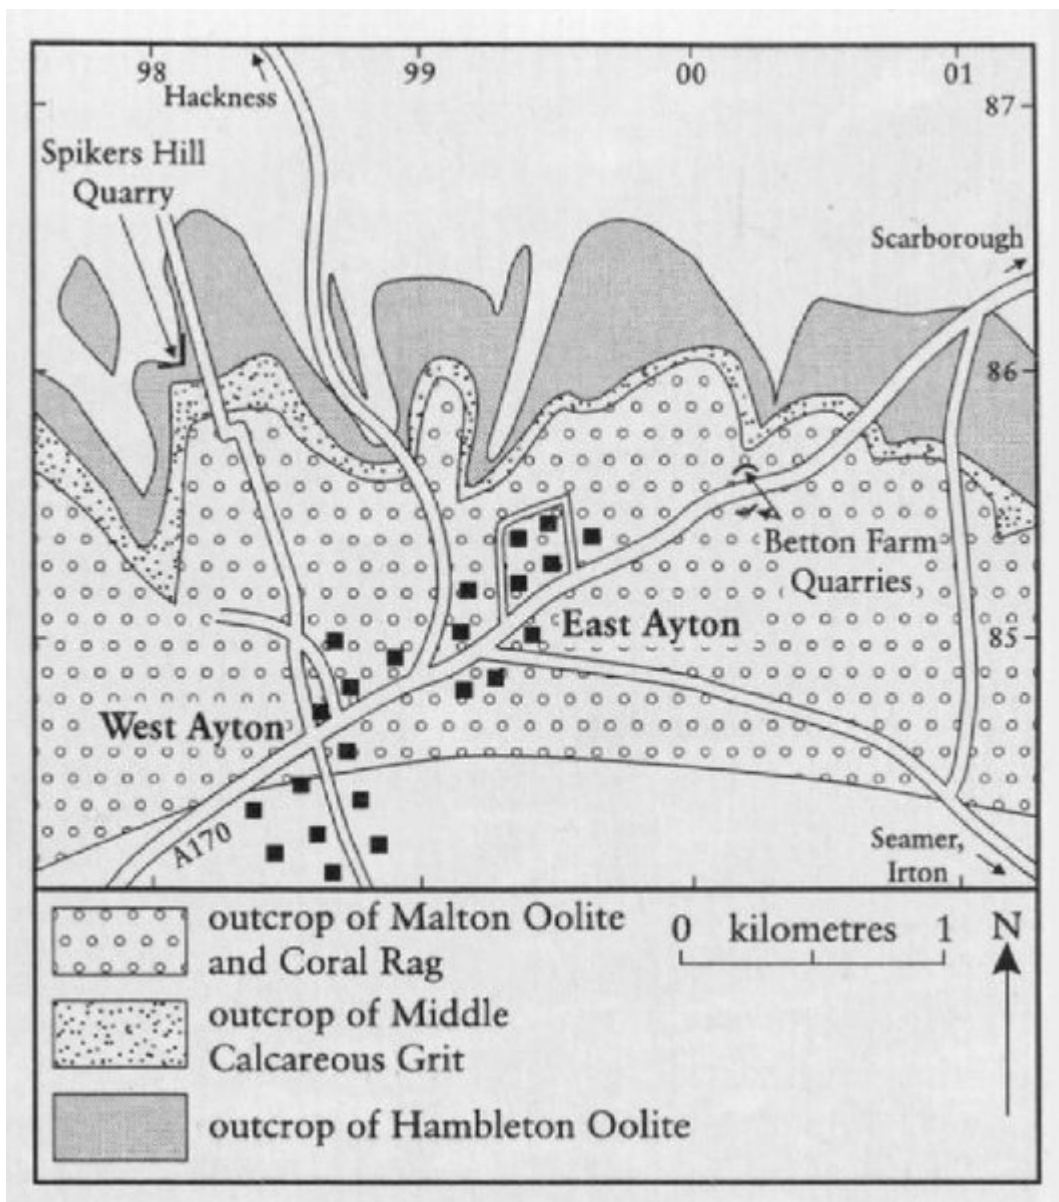 98
99
00
01
Hackness
87
Spikers Hill
Quarry
Scarborough
86
Betton Farm
Quarries
East Ayton
85
West Ayton
A170
Seamer,
Irton
outcrop of Malton Oolite
and Coral Rag
0 kilometres 1
N
outcrop of Middle
Calcareous Grit
outcrop of Hambleton Oolite